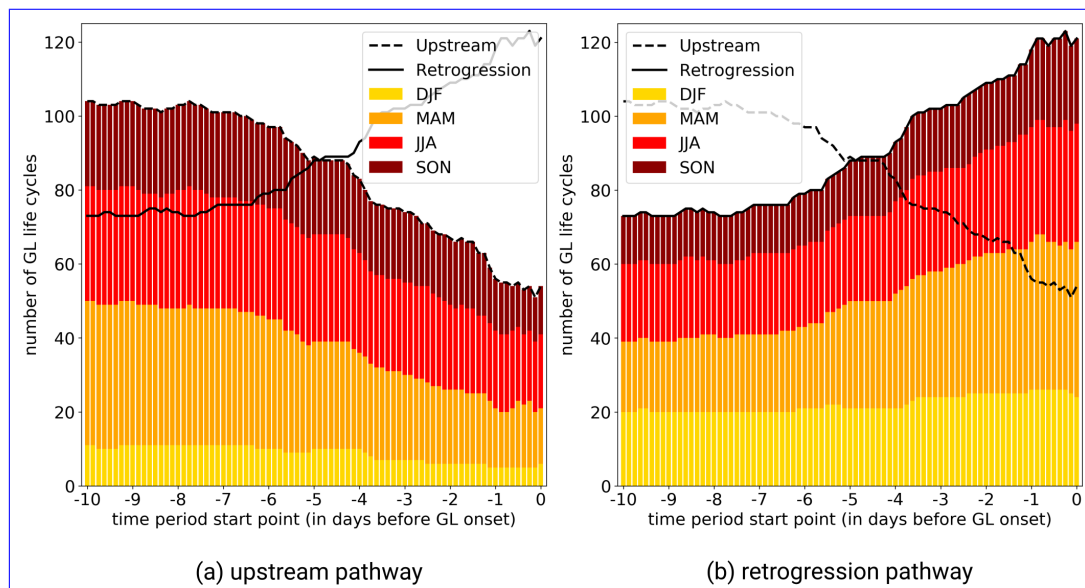 120
100
80
60
40
20
0
number of GL life cycles
Upstream
Retrogression
DJF
MAM
JJA
SON
-10 -9 -8 -7 -6 -5 -4 -3 -2 -1 0
time period start point (in days before GL onset)
(a) upstream pathway
120
100
80
60
40
20
0
number of GL life cycles
Upstream
Retrogression
DJF
MAM
JJA
SON
-10 -9 -8 -7 -6 -5 -4 -3 -2 -1 0
time period start point (in days before GL onset)
(b) retrogression pathway